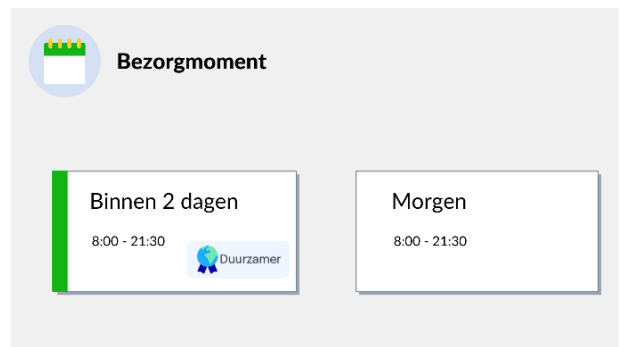 Bezorgmoment
Binnen 2 dagen
8:00 - 21:30
Duurzamer
Morgen
8:00 - 21:30